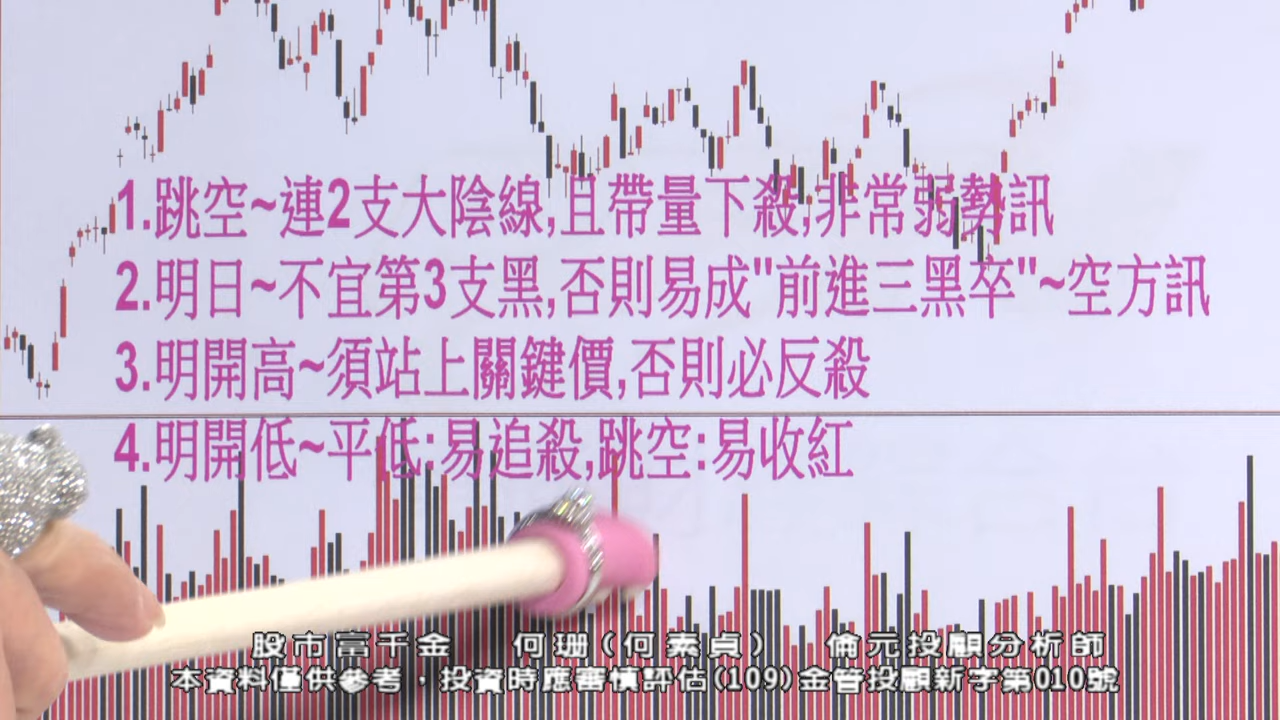 1.跳空~連2支大陰線,且帶量下殺,非常弱勢訊
2.明日~不宜第3支黑,否則易成"前進三黑卒"~空方訊
3.明開高~須站上關鍵價,否則必反殺
4.明開低~平低:易追殺,跳空:易收紅
股市富千金 何珊(何素貞) 倫元投顧分析師
本資料僅供參考，投資時應審慎評估(109)金管投顧新字第010號